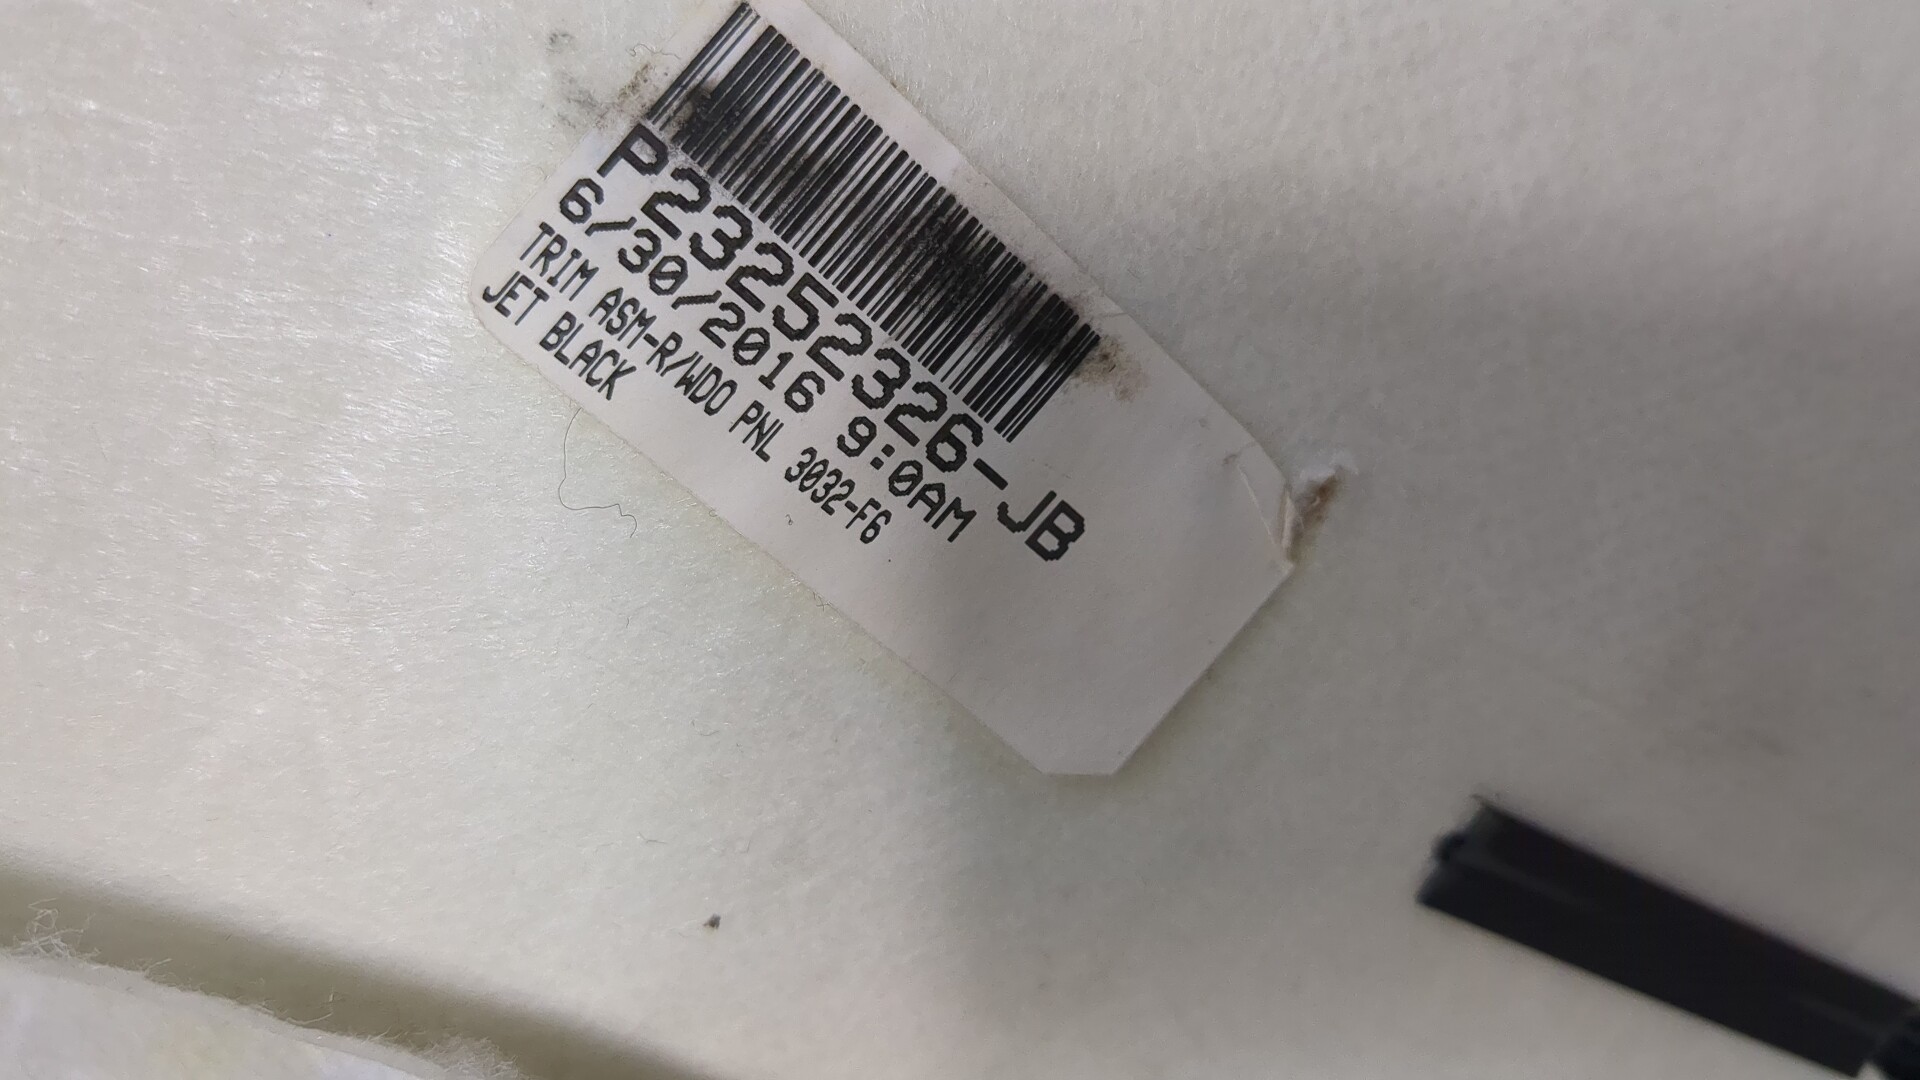 P23252326-JB
6/30/2016 9:0AM
TRIM ASM-R/WDO PNL 3032-F6
JET BLACK